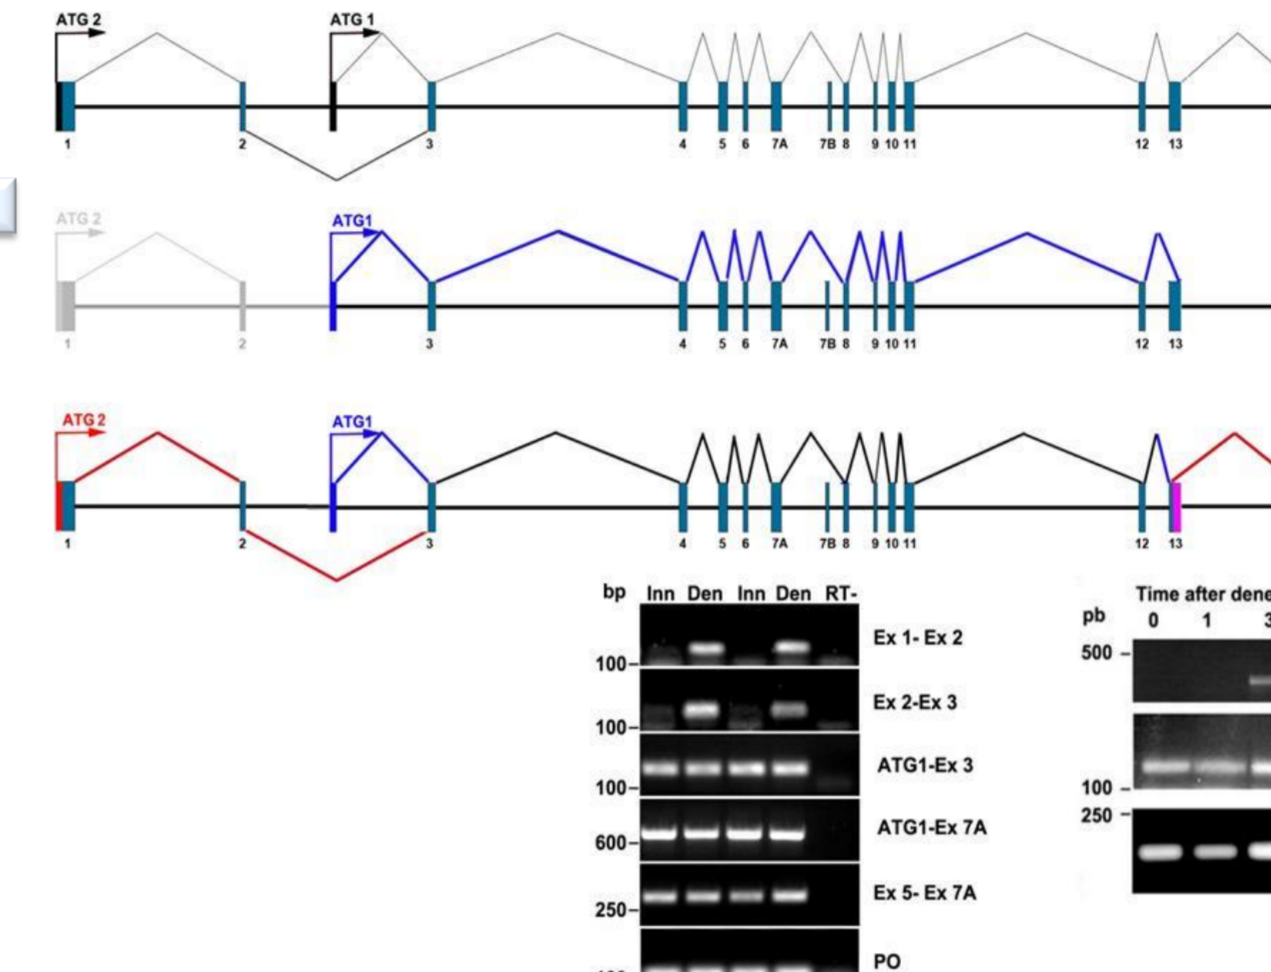 ATG 2 ATG 1
1 2 3 4 5 6 7A 7B 8 9 10 11 12 13
ATG 2 ATG1
1 2 3 4 5 6 7A 7B 8 9 10 11 12 13
ATG 2 ATG1
1 2 3 4 5 6 7A 7B 8 9 10 11 12 13
bp Inn Den Inn Den RT-
Ex 1- Ex 2
100
Ex 2-Ex 3
100
ATG1-Ex 3
100
ATG1-Ex 7A
600
Ex 5- Ex 7A
250
PO
Time after dene
pb 0 1 3
500
100
250